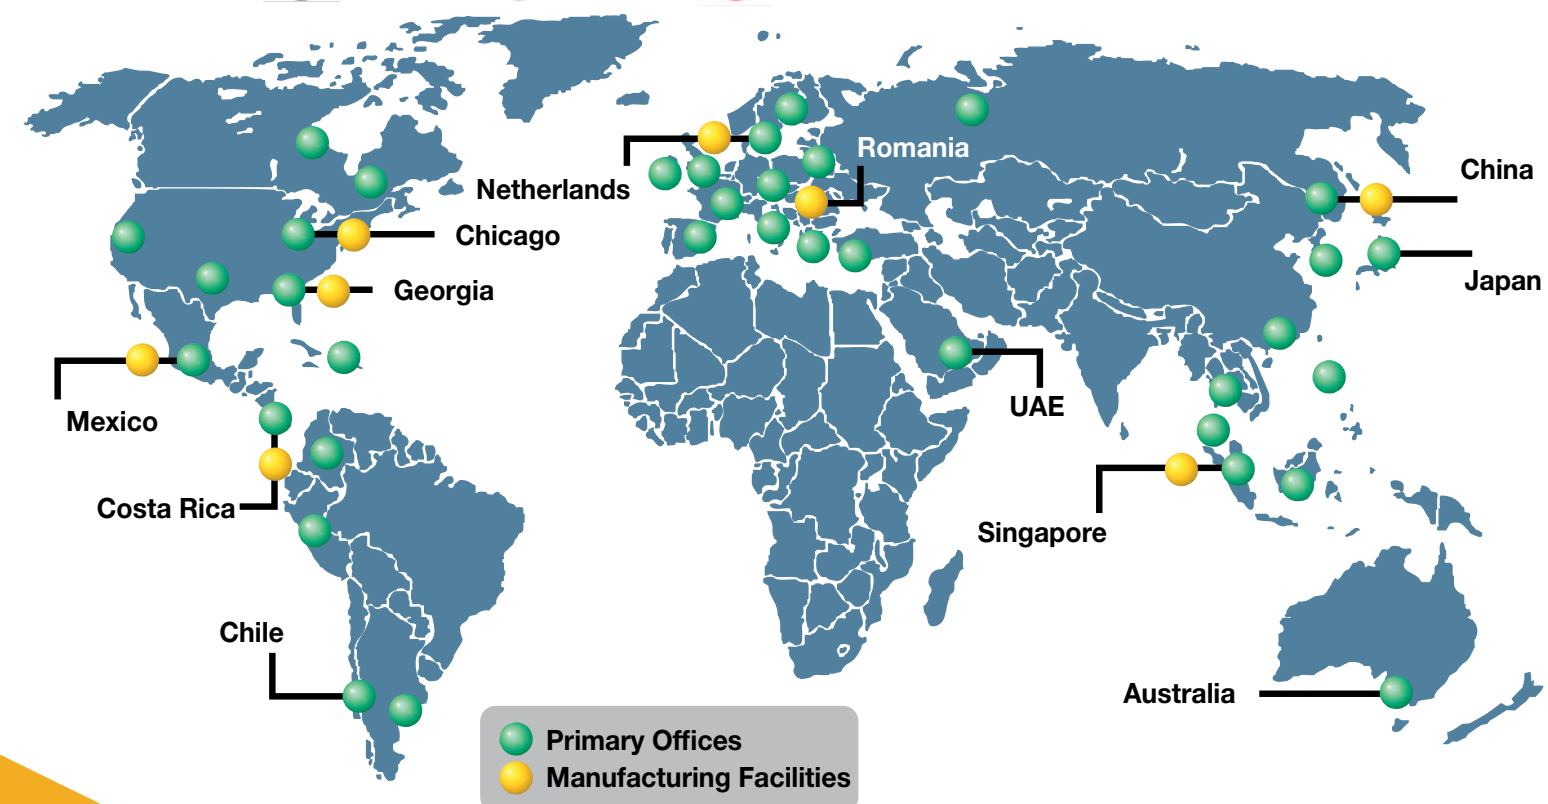 Romania
China
Netherlands
Chicago
Japan
Georgia
UAE
Mexico
Costa Rica
Singapore
Chile
Australia
Primary Offices
Manufacturing Facilities